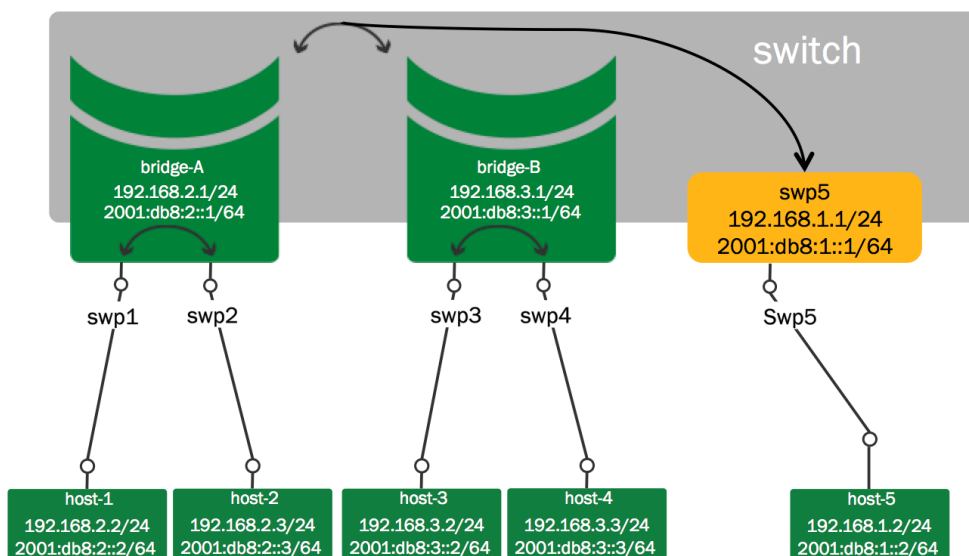 switch
bridge-A
192.168.2.1/24
2001:db8:2::1/64
bridge-B
192.168.3.1/24
2001:db8:3::1/64
swp5
192.168.1.1/24
2001:db8:1::1/64
swp1
swp2
swp3
swp4
Swp5
host-1
192.168.2.2/24
2001:db8:2::2/64
host-2
192.168.2.3/24
2001:db8:2::3/64
host-3
192.168.3.2/24
2001:db8:3::2/64
host-4
192.168.3.3/24
2001:db8:3::3/64
host-5
192.168.1.2/24
2001:db8:1::2/64